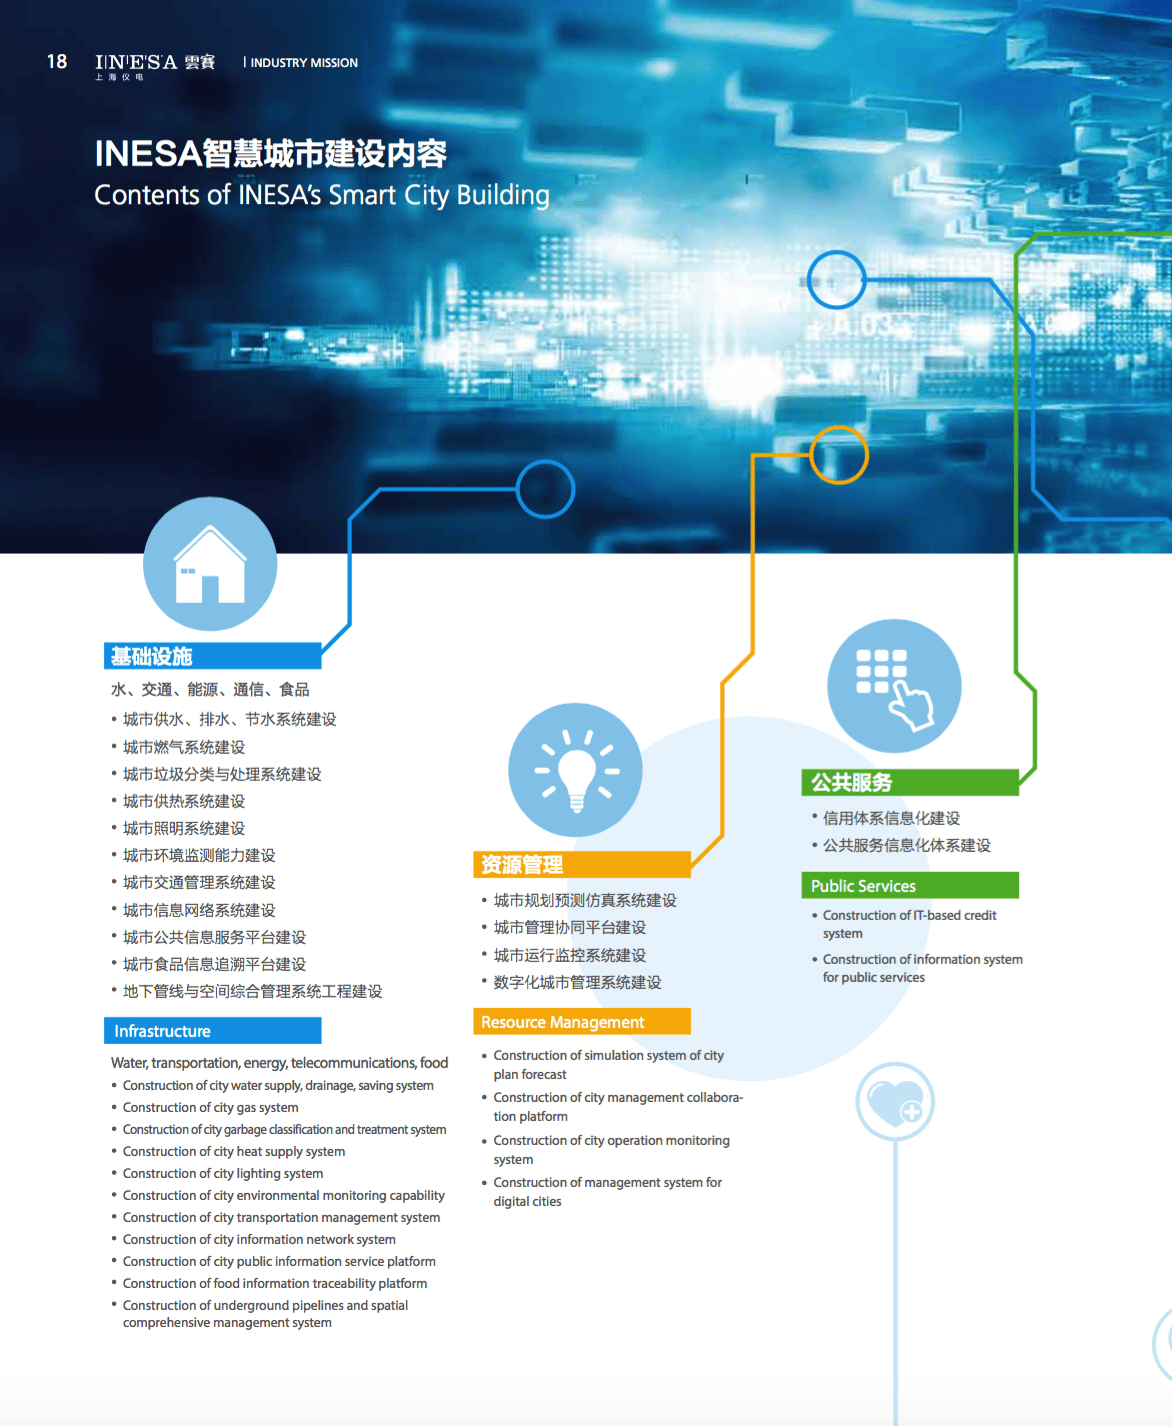 18
INESA 雲賽
上海仪电
INDUSTRY MISSION
INESA智慧城市建设内容
Contents of INESA's Smart City Building
A.03
基础设施
水、交通、能源、通信、食品
• 城市供水、排水、节水系统建设
• 城市燃气系统建设
• 城市垃圾分类与处理系统建设
• 城市供热系统建设
• 城市照明系统建设
• 城市环境监测能力建设
• 城市交通管理系统建设
• 城市信息网络系统建设
• 城市公共信息服务平台建设
• 城市食品信息追溯平台建设
• 地下管线与空间综合管理系统工程建设
Infrastructure
Water, transportation, energy, telecommunications, food
• Construction of city water supply, drainage, saving system
• Construction of city gas system
• Construction of city garbage classification and treatment system
• Construction of city heat supply system
• Construction of city lighting system
• Construction of city environmental monitoring capability
• Construction of city transportation management system
• Construction of city information network system
• Construction of city public information service platform
• Construction of food information traceability platform
• Construction of underground pipelines and spatial
comprehensive management system
资源管理
• 城市规划预测仿真系统建设
• 城市管理协同平台建设
• 城市运行监控系统建设
• 数字化城市管理系统建设
Resource Management
• Construction of simulation system of city
plan forecast
• Construction of city management collabora-
tion platform
• Construction of city operation monitoring
system
• Construction of management system for
digital cities
公共服务
• 信用体系信息化建设
• 公共服务信息化体系建设
Public Services
• Construction of IT-based credit
system
• Construction of information system
for public services